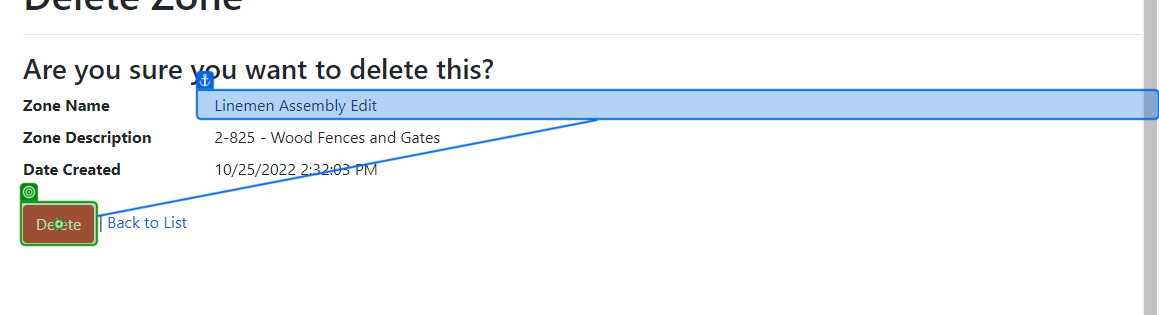 Delete Zone
Are you sure you want to delete this?
Zone Name Linemen Assembly Edit
Zone Description 2-825 - Wood Fences and Gates
Date Created 10/25/2022 2:32:03 PM
Delete | Back to List